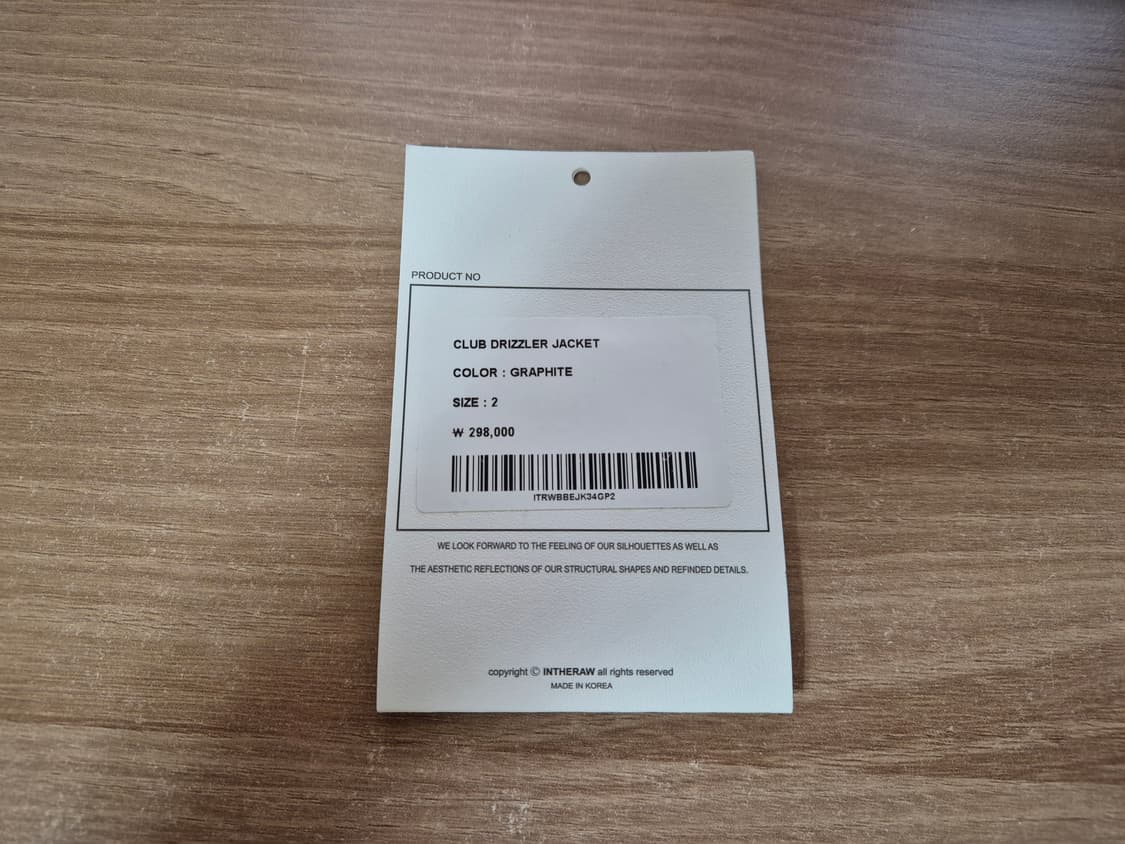 PRODUCT NO
CLUB DRIZZLER JACKET
COLOR : GRAPHITE
SIZE : 2
₩ 298,000
ITRWBBEJK34GP2
WE LOOK FORWARD TO THE FEELING OF OUR SILHOUETTES AS WELL AS
THE AESTHETIC REFLECTIONS OF OUR STRUCTURAL SHAPES AND REFINDED DETAILS.
copyright © INTHERAW all rights reserved
MADE IN KOREA